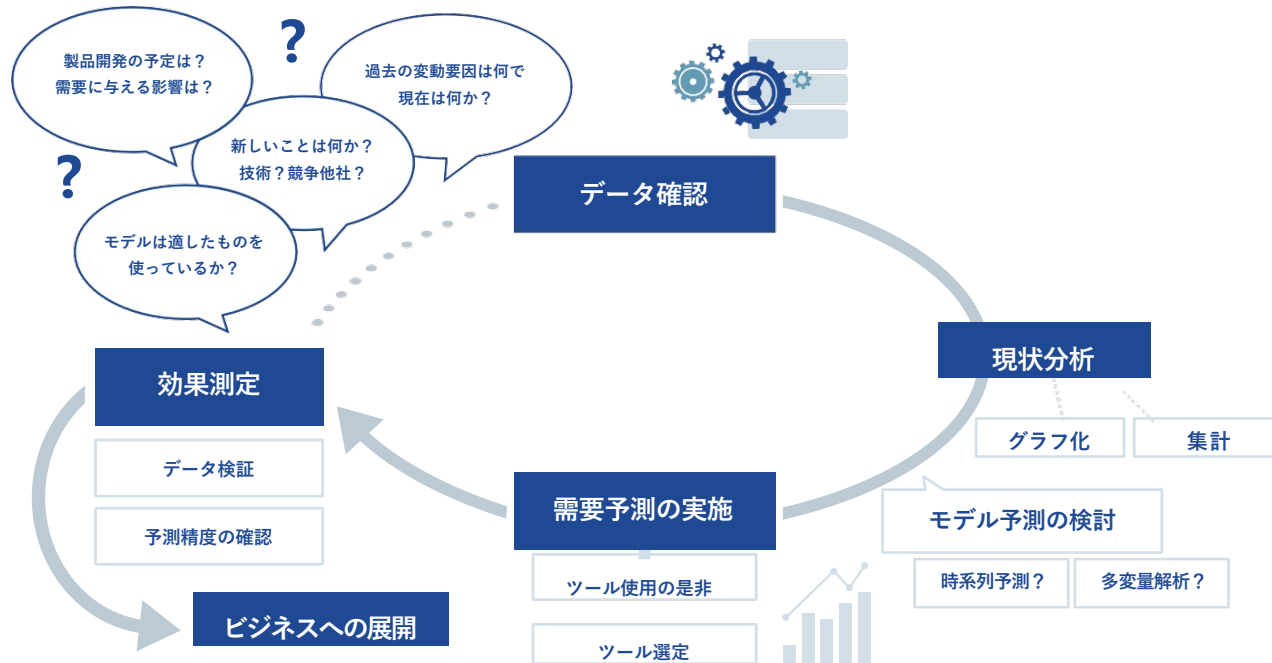 製品開発の予定は？
需要に与える影響は？
?
過去の変動要因は何で
現在は何か？
新しいことは何か？
技術？競争他社？
?
モデルは適したものを
使っているか？
データ確認
現状分析
グラフ化
集計
モデル予測の検討
時系列予測？
多変量解析？
需要予測の実施
ツール使用の是非
ツール選定
効果測定
データ検証
予測精度の確認
ビジネスへの展開